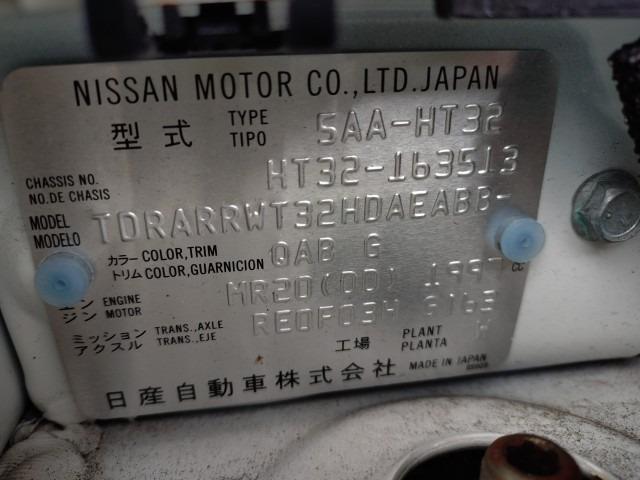 NISSAN MOTOR CO.,LTD.JAPAN
型式 TYPE TIPO 5AA-HT32
CHASSIS NO. NO.DE CHASIS HT32-163513
MODEL MODELO TDRARRWT32HDAEABB-
カラー COLOR,TRIM トリム COLOR,GUARNICION QAB G
エンジン ENGINE MOTOR MR20(DD) 1997 cc
ミッション アクスル TRANS.,AXLE TRANS.,EJE RE0F03H
工場 PLANT PLANTA
日産自動車株式会社 MADE IN JAPAN